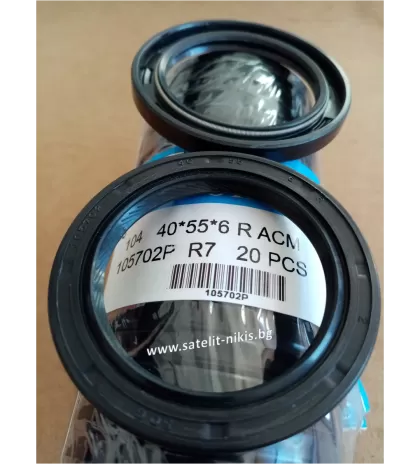 104 40*55*6 R ACM
105702P R7 20 PCS
105702P
www.satelit-nikis.bg